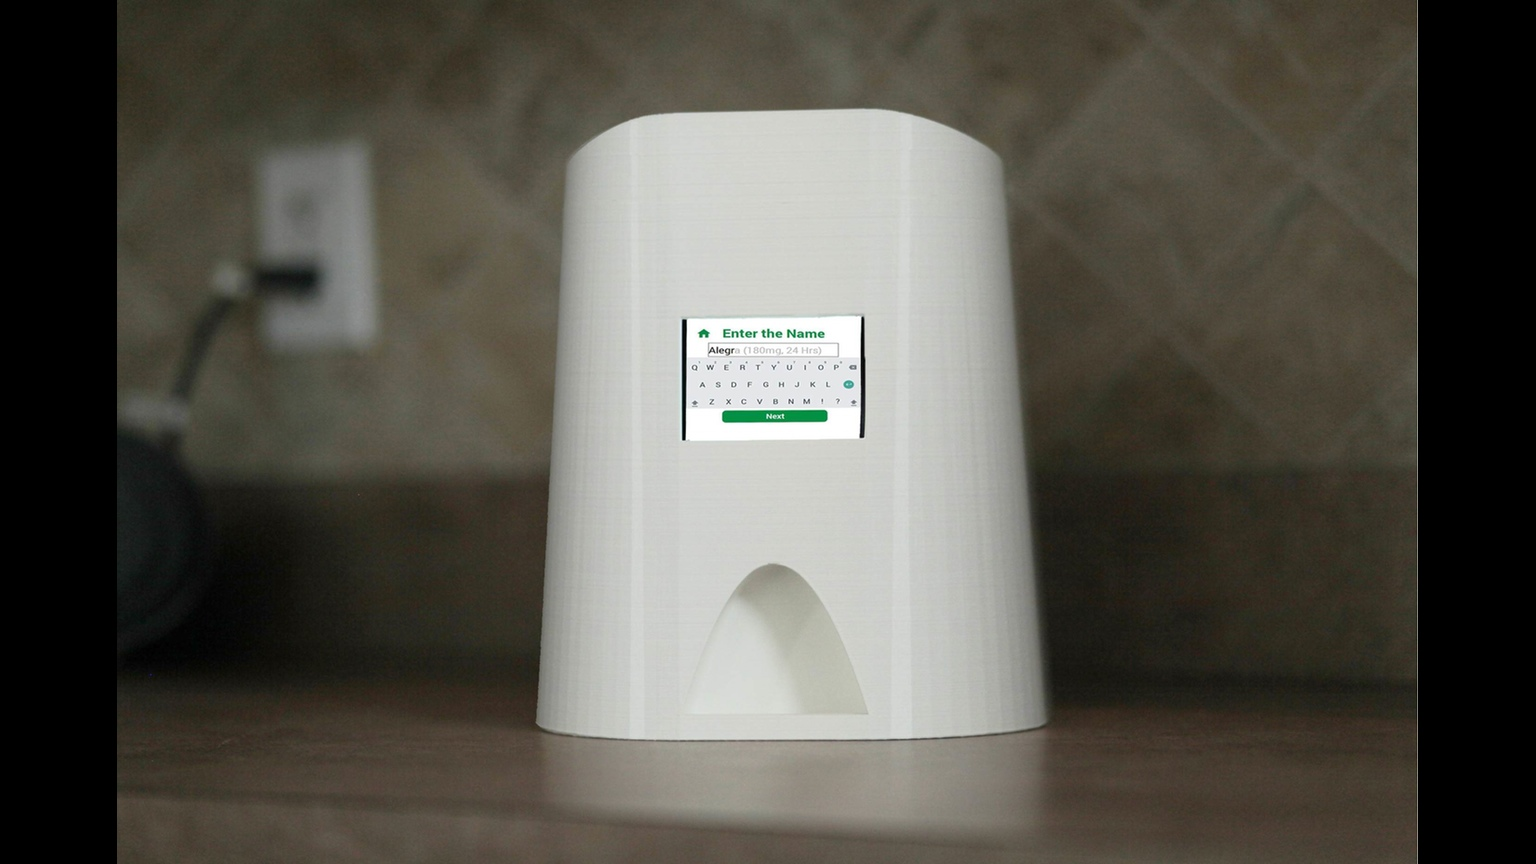 Enter the Name
Alegra (180mg, 24 Hrs)
Q W E R T Y U I O P
A S D F G H J K L
Z X C V B N M ! ?
Next